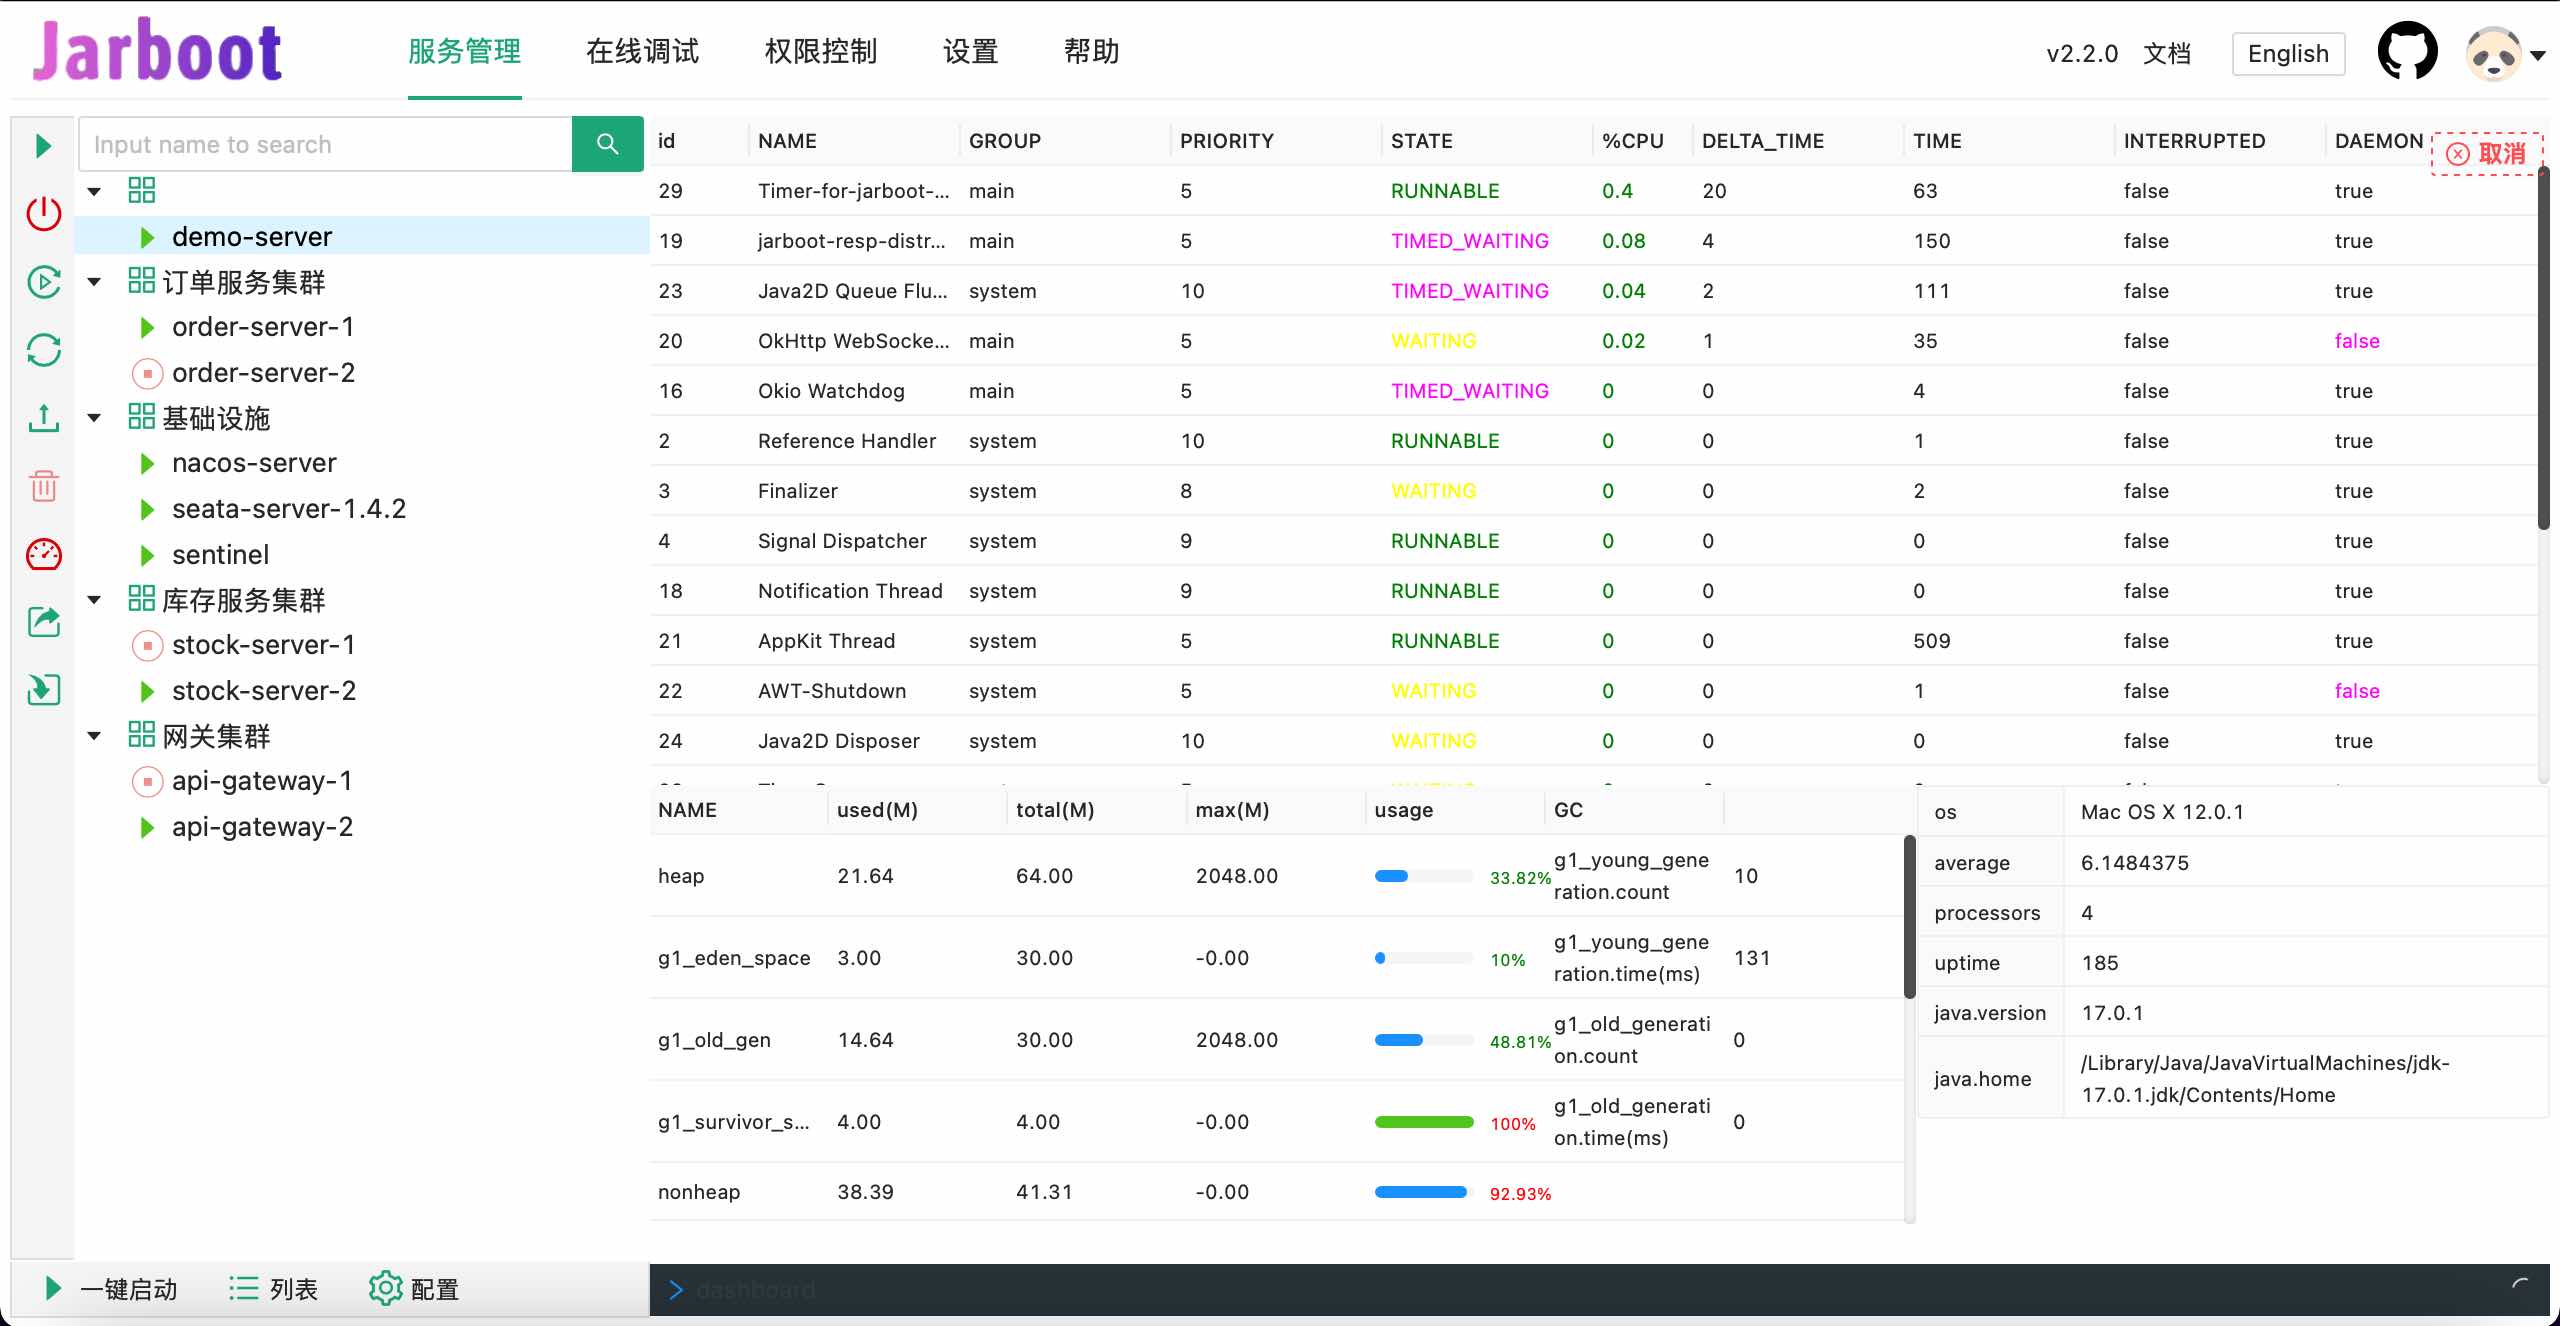 Jarboot
服务管理 在线调试 权限控制 设置 帮助
v2.2.0 文档 English
Input name to search
demo-server
订单服务集群
order-server-1
order-server-2
基础设施
nacos-server
seata-server-1.4.2
sentinel
库存服务集群
stock-server-1
stock-server-2
网关集群
api-gateway-1
api-gateway-2
一键启动 列表 配置
id NAME GROUP PRIORITY STATE %CPU DELTA_TIME TIME INTERRUPTED DAEMON
取消
29 Timer-for-jarboot-... main 5 RUNNABLE 0.4 20 63 false true
19 jarboot-resp-distr... main 5 TIMED_WAITING 0.08 4 150 false true
23 Java2D Queue Flu... system 10 TIMED_WAITING 0.04 2 111 false true
20 OkHttp WebSocke... main 5 WAITING 0.02 1 35 false false
16 Okio Watchdog main 5 TIMED_WAITING 0 0 4 false true
2 Reference Handler system 10 RUNNABLE 0 0 1 false true
3 Finalizer system 8 WAITING 0 0 2 false true
4 Signal Dispatcher system 9 RUNNABLE 0 0 0 false true
18 Notification Thread system 9 RUNNABLE 0 0 0 false true
21 AppKit Thread system 5 RUNNABLE 0 0 509 false true
22 AWT-Shutdown system 5 WAITING 0 0 1 false false
24 Java2D Disposer system 10 WAITING 0 0 0 false true
NAME used(M) total(M) max(M) usage GC
heap 21.64 64.00 2048.00 33.82% g1_young_gene
ration.count 10
g1_eden_space 3.00 30.00 -0.00 10% g1_young_gene
ration.time(ms) 131
g1_old_gen 14.64 30.00 2048.00 48.81% g1_old_generati
on.count 0
g1_survivor_s... 4.00 4.00 -0.00 100% g1_old_generati
on.time(ms) 0
nonheap 38.39 41.31 -0.00 92.93%
os Mac OS X 12.0.1
average 6.1484375
processors 4
uptime 185
java.version 17.0.1
java.home /Library/Java/JavaVirtualMachines/jdk-
17.0.1.jdk/Contents/Home
dashboard